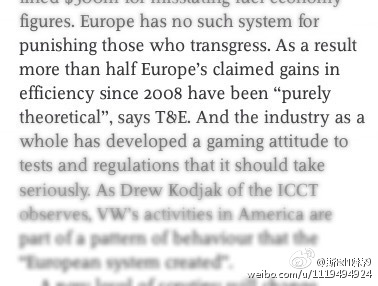 figures. Europe has no such system for
punishing those who transgress. As a result
more than half Europe’s claimed gains in
efficiency since 2008 have been “purely
theoretical”, says T&E. And the industry as a
whole has developed a gaming attitude to
tests and regulations that it should take
seriously. As Drew Kodjak of the ICCT
observes, VW’s activities in America are
part of a pattern of behaviour that the
“European system created”.
weibo.com/u/1119494924